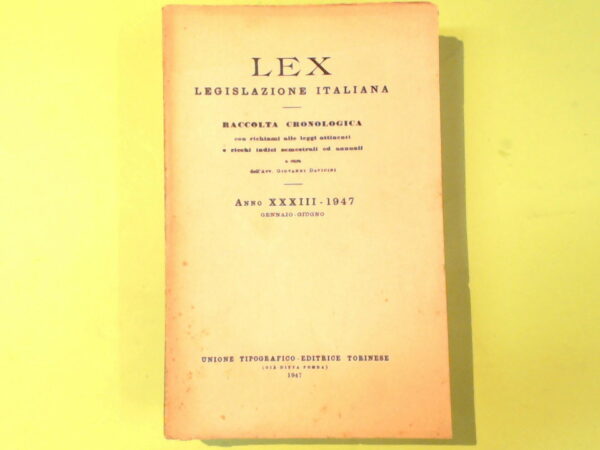 LEX
LEGISLAZIONE ITALIANA
RACCOLTA CRONOLOGICA
con richiami alle leggi attinenti
e ricchi indici semestrali ed annuali
a cura
dell'Avv. GIOVANNI DAVICINI
ANNO XXXIII - 1947
GENNAIO-GIUGNO
UNIONE TIPOGRAFICO-EDITRICE TORINESE
(GIÀ DITTA POMBA)
1947